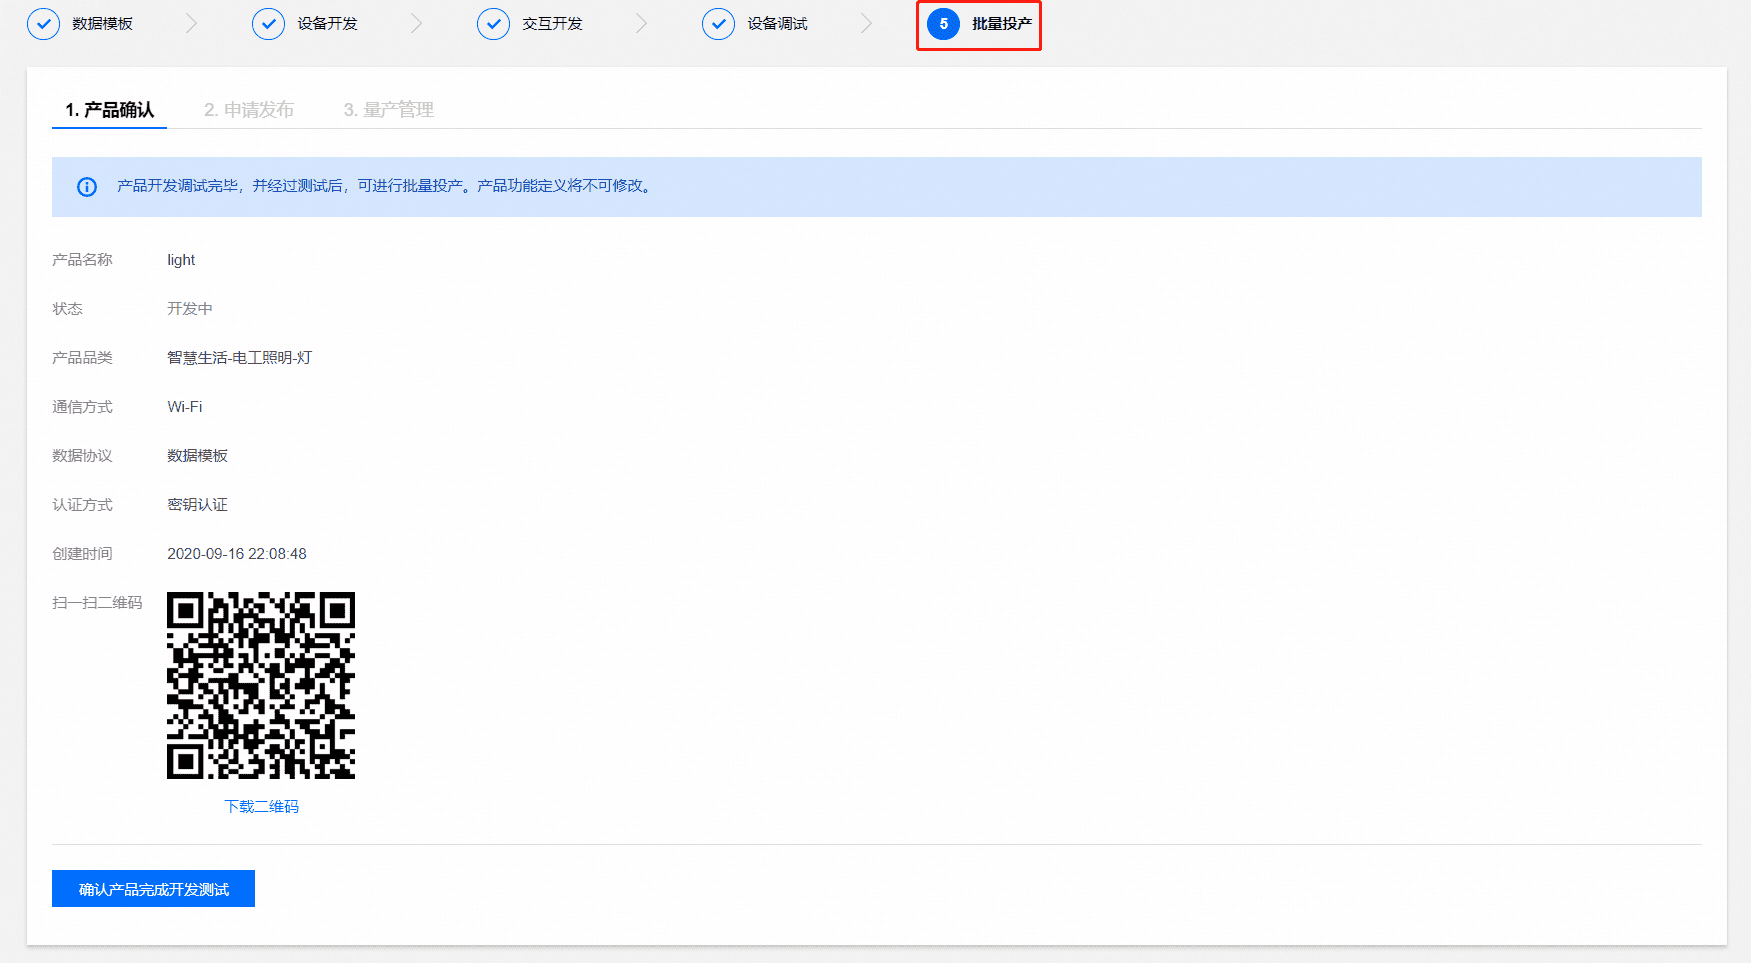 数据模板
设备开发
交互开发
设备调试
5 批量投产
1. 产品确认
2. 申请发布
3. 量产管理
产品开发调试完毕，并经过测试后，可进行批量投产。产品功能定义将不可修改。
产品名称 light
状态 开发中
产品品类 智慧生活-电工照明-灯
通信方式 Wi-Fi
数据协议 数据模板
认证方式 密钥认证
创建时间 2020-09-16 22:08:48
扫一扫二维码
下载二维码
确认产品完成开发测试